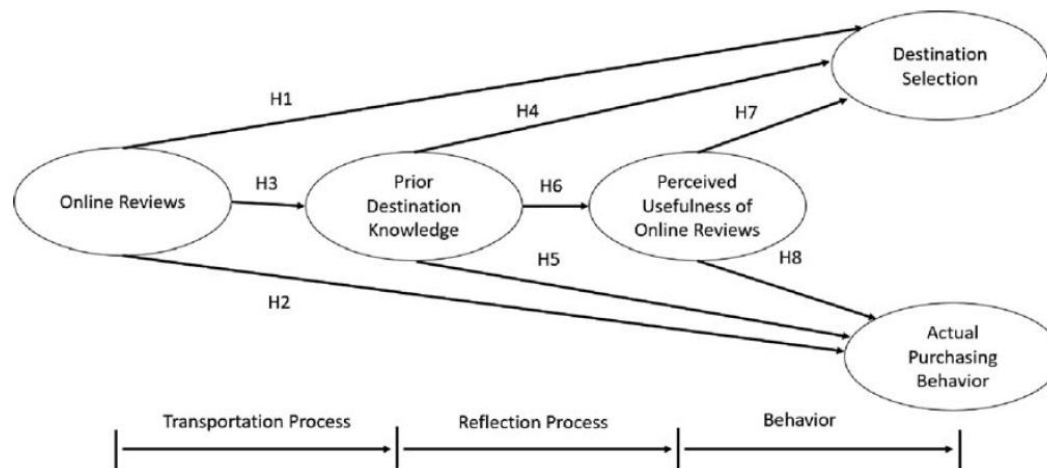 Destination
Selection
H1
H4
H7
Online Reviews
H3
Prior
Destination
Knowledge
H6
Perceived
Usefulness of
Online Reviews
H5
H8
H2
Actual
Purchasing
Behavior
Transportation Process
Reflection Process
Behavior